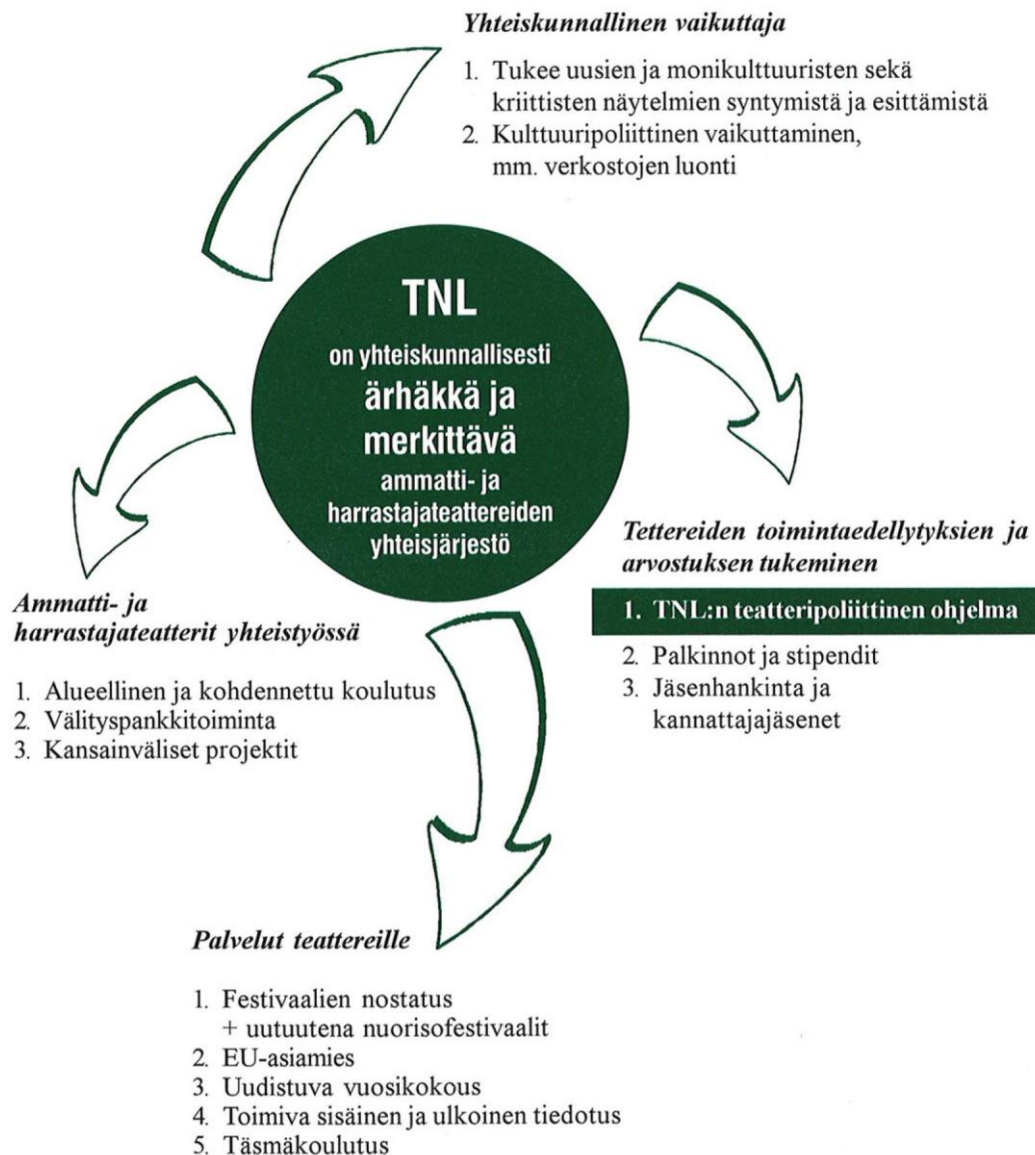 Yhteiskunnallinen vaikuttaja
1. Tukee uusien ja monikulttuuristen sekä
kriittisten näytelmien syntymistä ja esittämistä
2. Kulttuuripoliittinen vaikuttaminen,
mm. verkostojen luonti
TNL
on yhteiskunnallisesti
ärhäkkä ja
merkittävä
ammatti- ja
harrastajateattereiden
yhteisjärjestö
Tettereiden toimintaedellytyksien ja
arvostuksen tukeminen
1. TNL:n teatteripoliittinen ohjelma
2. Palkinnot ja stipendit
3. Jäsenhankinta ja
kannattajajäsenet
Ammatti- ja
harrastajateatterit yhteistyössä
1. Alueellinen ja kohdennettu koulutus
2. Välityspankkitoiminta
3. Kansainväliset projektit
Palvelut teattereille
1. Festivaalien nostatus
+ uutuutena nuorisofestivaalit
2. EU-asiamies
3. Uudistuva vuosikokous
4. Toimiva sisäinen ja ulkoinen tiedotus
5. Täsmäkoulutus